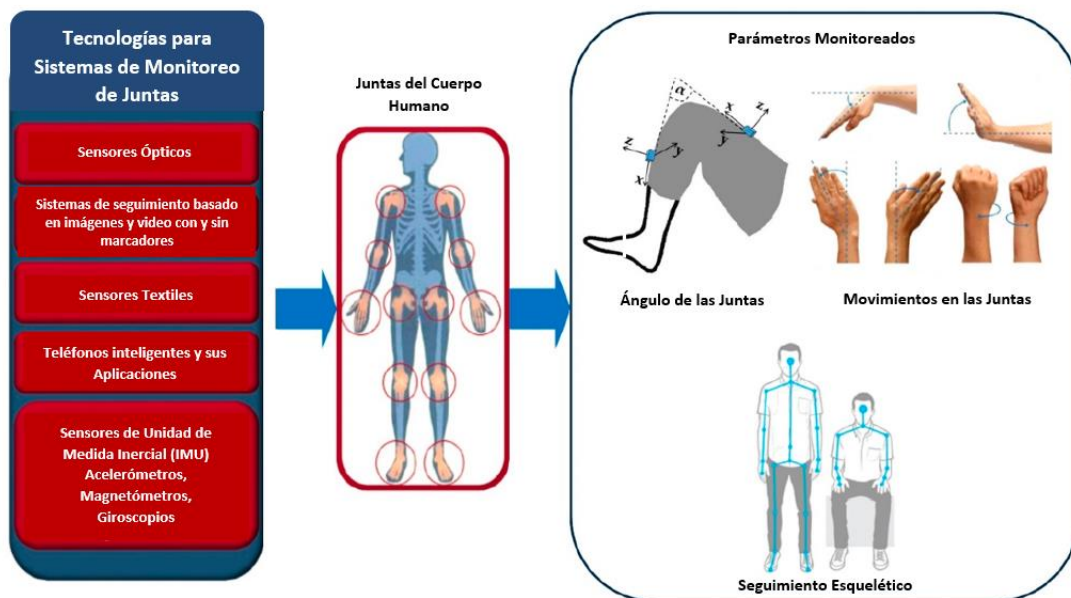 Tecnologías para
Sistemas de Monitoreo
de Juntas
Sensores Ópticos
Sistemas de seguimiento basado
en imágenes y video con y sin
marcadores
Sensores Textiles
Teléfonos inteligentes y sus
Aplicaciones
Sensores de Unidad de
Medida Inercial (IMU)
Acelerómetros,
Magnetómetros,
Giroscopios
Juntas del Cuerpo
Humano
Parámetros Monitoreados
α
z
x
y
z
y
x
Ángulo de las Juntas
Movimientos en las Juntas
Seguimiento Esquelético